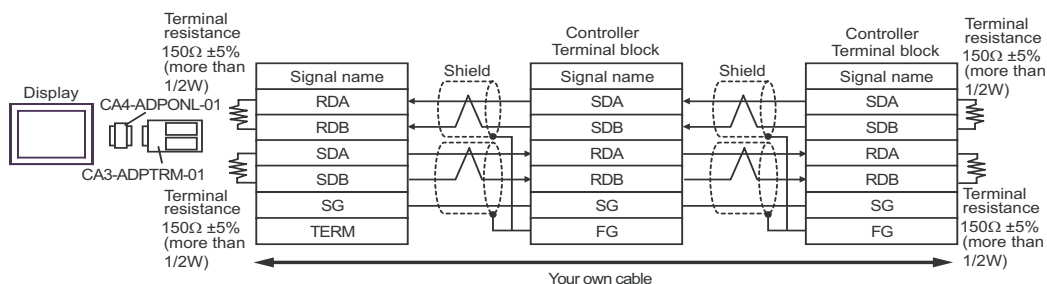 Terminal
resistance
150Ω ±5%
(more than
1/2W)
Controller
Terminal block
Controller
Terminal block
Terminal
resistance
150Ω ±5%
(more than
1/2W)
Display
CA4-ADPONL-01
CA3-ADPTRM-01
Signal name
RDA
RDB
SDA
SDB
SG
TERM
Shield
Signal name
SDA
SDB
RDA
RDB
SG
FG
Shield
Signal name
SDA
SDB
RDA
RDB
SG
FG
Terminal
resistance
150Ω ±5%
(more than
1/2W)
Terminal
resistance
150Ω ±5%
(more than
1/2W)
Your own cable